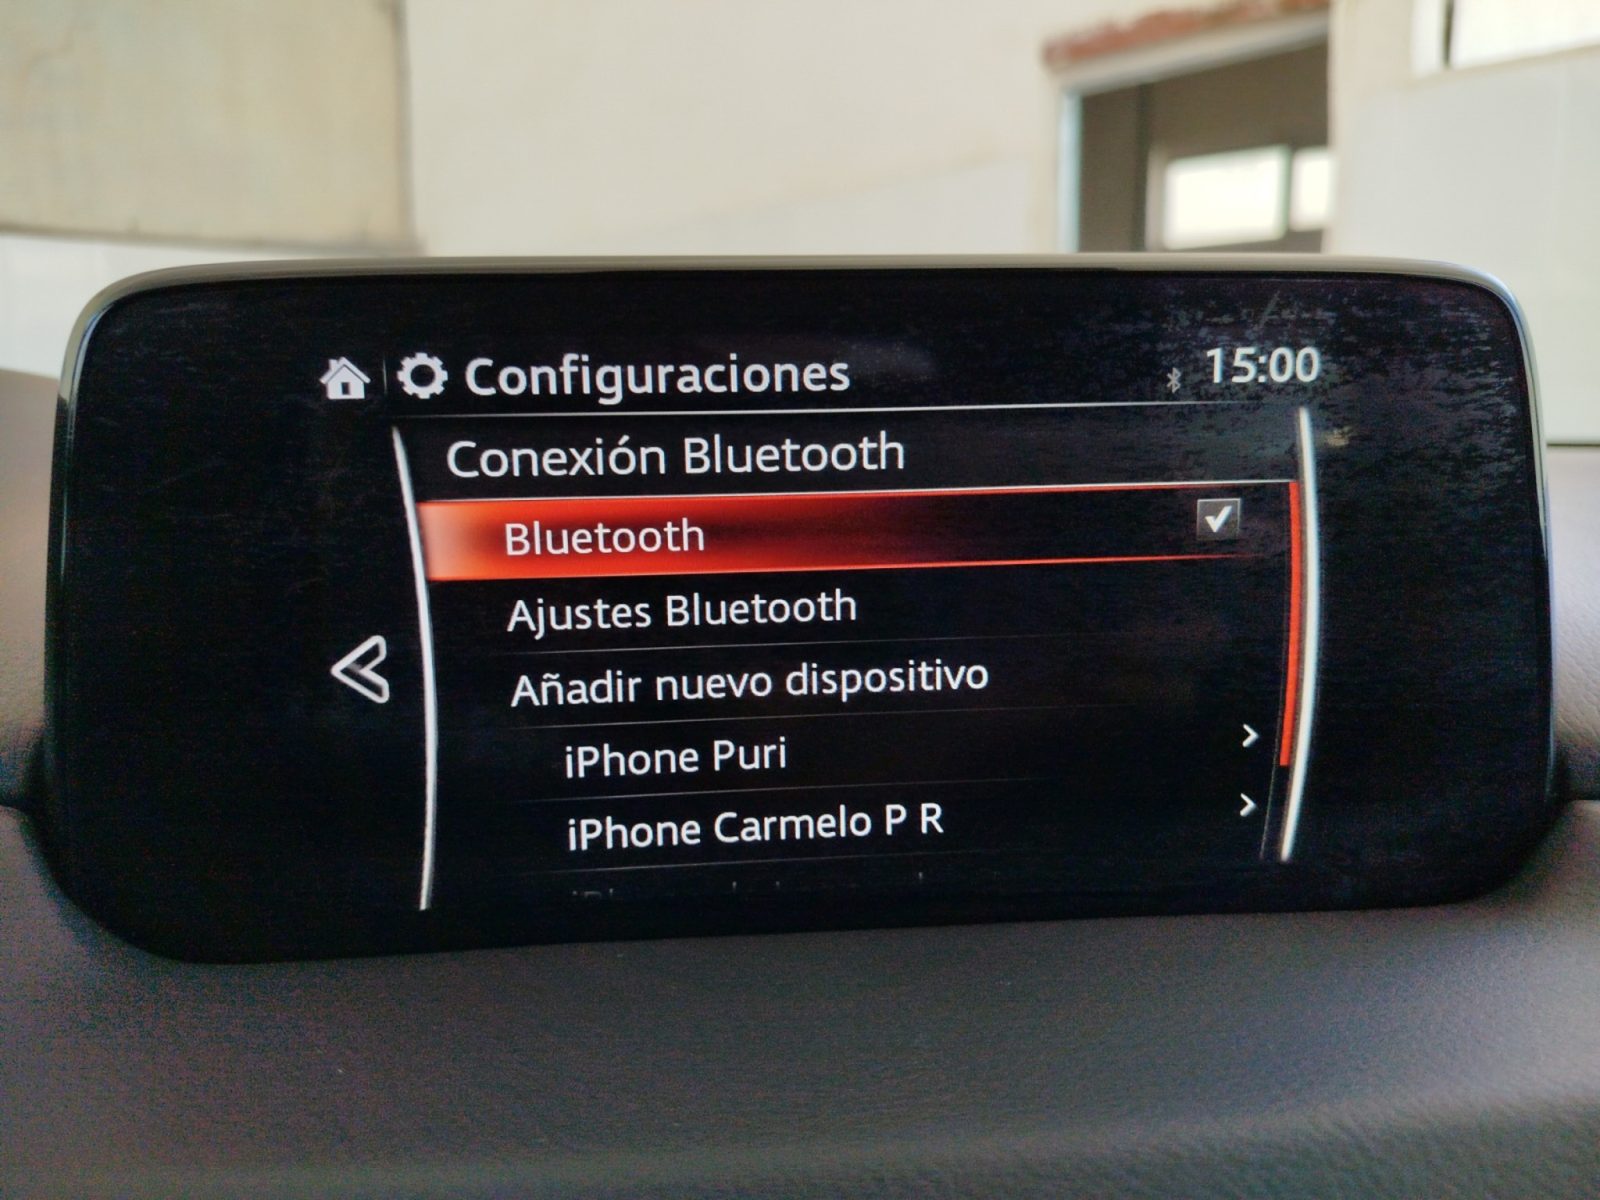 Configuraciones 15:00
Conexión Bluetooth
Bluetooth
Ajustes Bluetooth
Añadir nuevo dispositivo
iPhone Puri
iPhone Carmelo P R